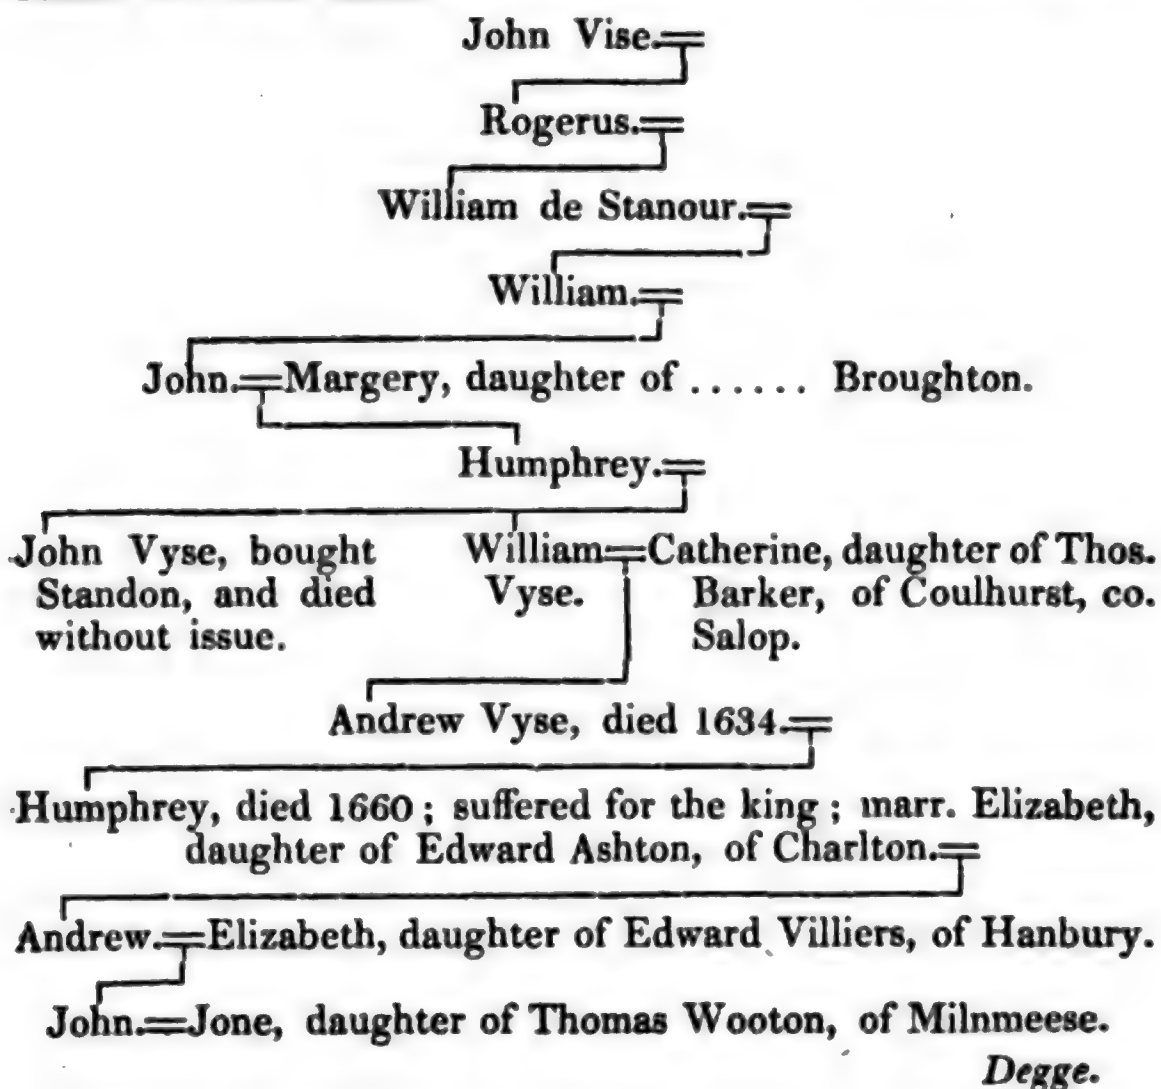 John Vise.
Rogerus.
William de Stanour.
William.
John.=Margery, daughter of ...... Broughton.
Humphrey.
John Vyse, bought
Standon, and died
without issue.
William=Catherine, daughter of Thos.
Vyse. Barker, of Coulhurst, co.
Salop.
Andrew Vyse, died 1634.
Humphrey, died 1660; suffered for the king; marr. Elizabeth,
daughter of Edward Ashton, of Charlton.
Andrew.=Elizabeth, daughter of Edward Villiers, of Hanbury.
John.=Jone, daughter of Thomas Wooton, of Milnmeese.
Degge.